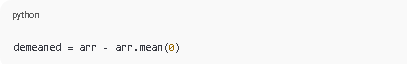 python
demeaned = arr - arr.mean(0)